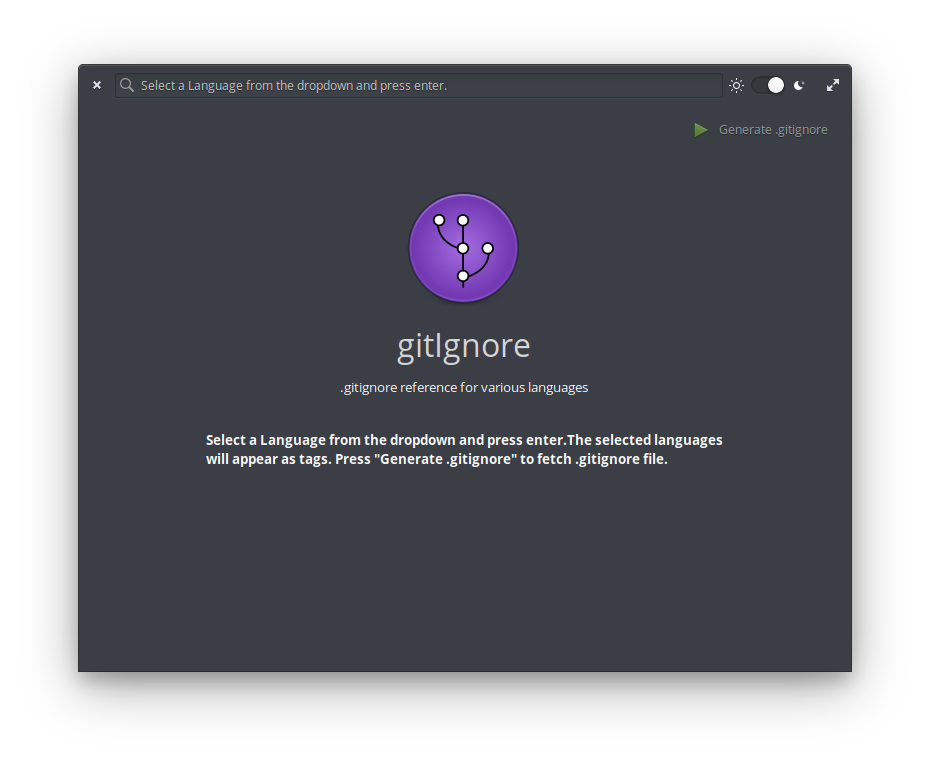 Select a Language from the dropdown and press enter.
Generate .gitignore
gitIgnore
.gitignore reference for various languages
Select a Language from the dropdown and press enter.The selected languages
will appear as tags. Press "Generate .gitignore" to fetch .gitignore file.